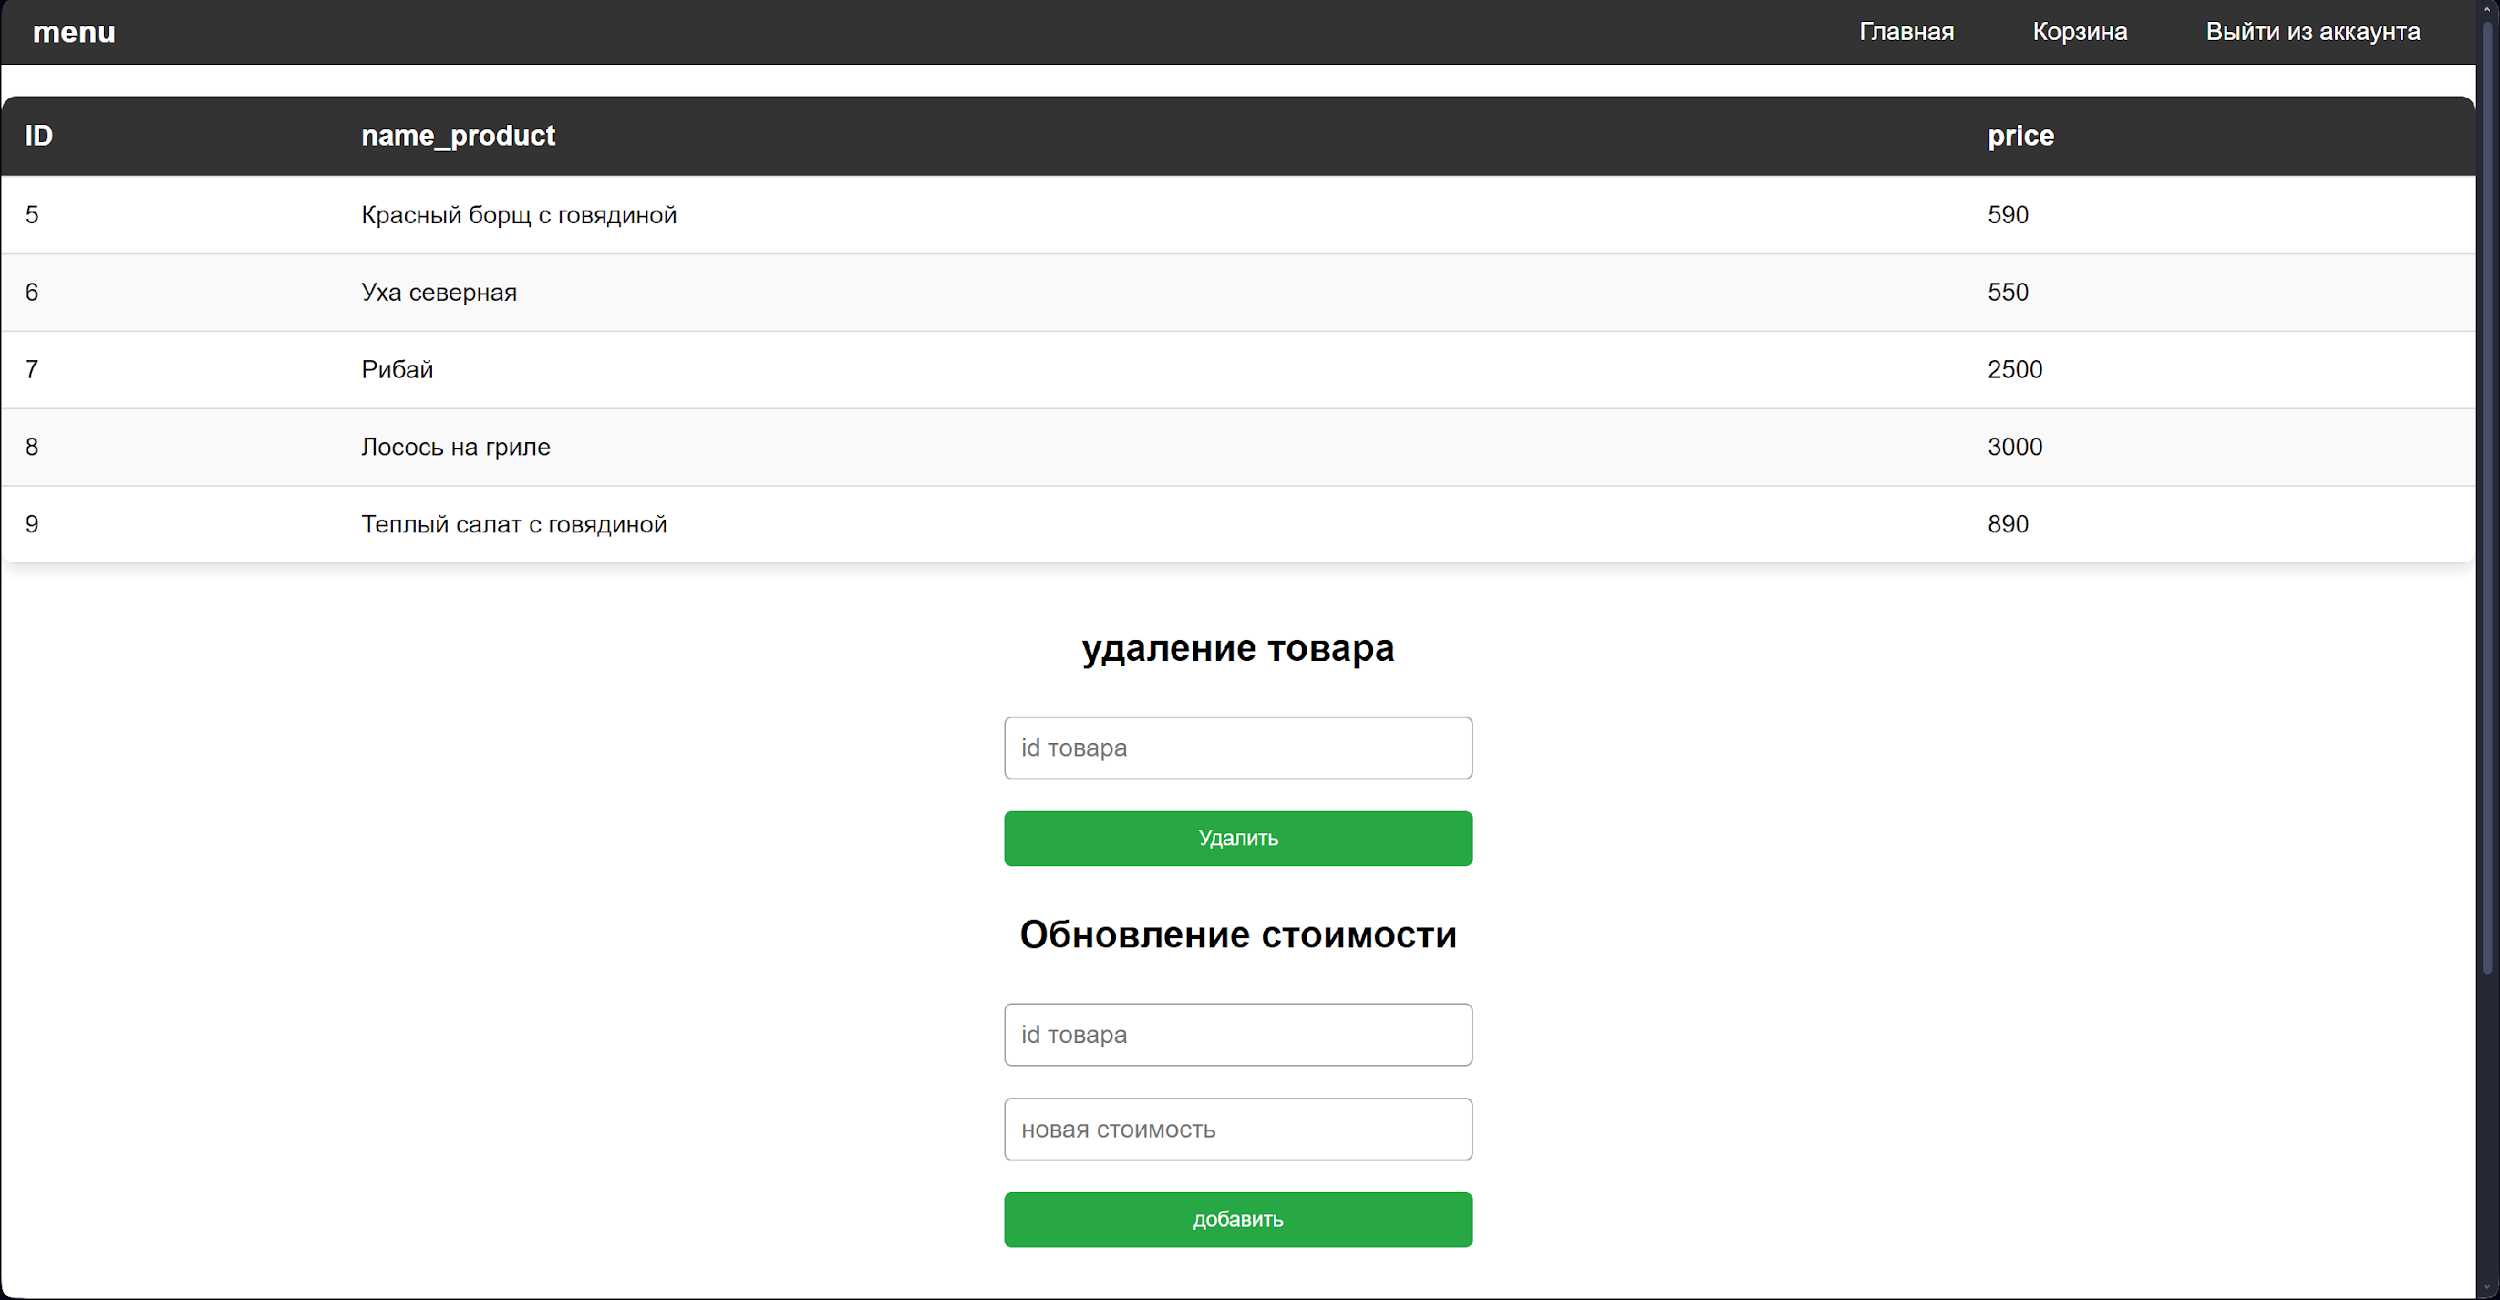 menu Главная Корзина Выйти из аккаунта
ID name_product price
5 Красный борщ с говядиной 590
6 Уха северная 550
7 Рибай 2500
8 Лосось на гриле 3000
9 Теплый салат с говядиной 890
удаление товара
id товара
Удалить
Обновление стоимости
id товара
новая стоимость
добавить